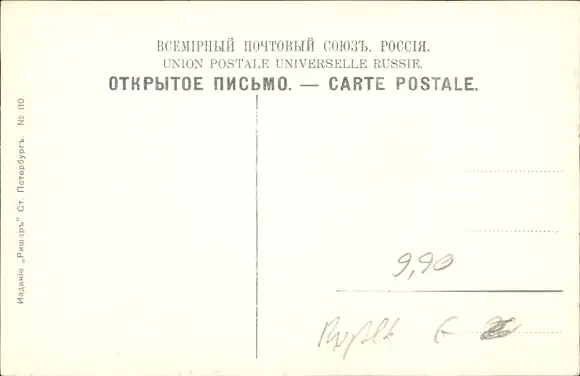 ВСЕМІРНЫЙ ПОЧТОВЫЙ СОЮЗЪ. РОССІЯ.
UNION POSTALE UNIVERSELLE RUSSIE.
ОТКРЫТОЕ ПИСЬМО. — CARTE POSTALE.
Изданіе „Ришаръ" Ст. Петербургъ. № 110.
9,90